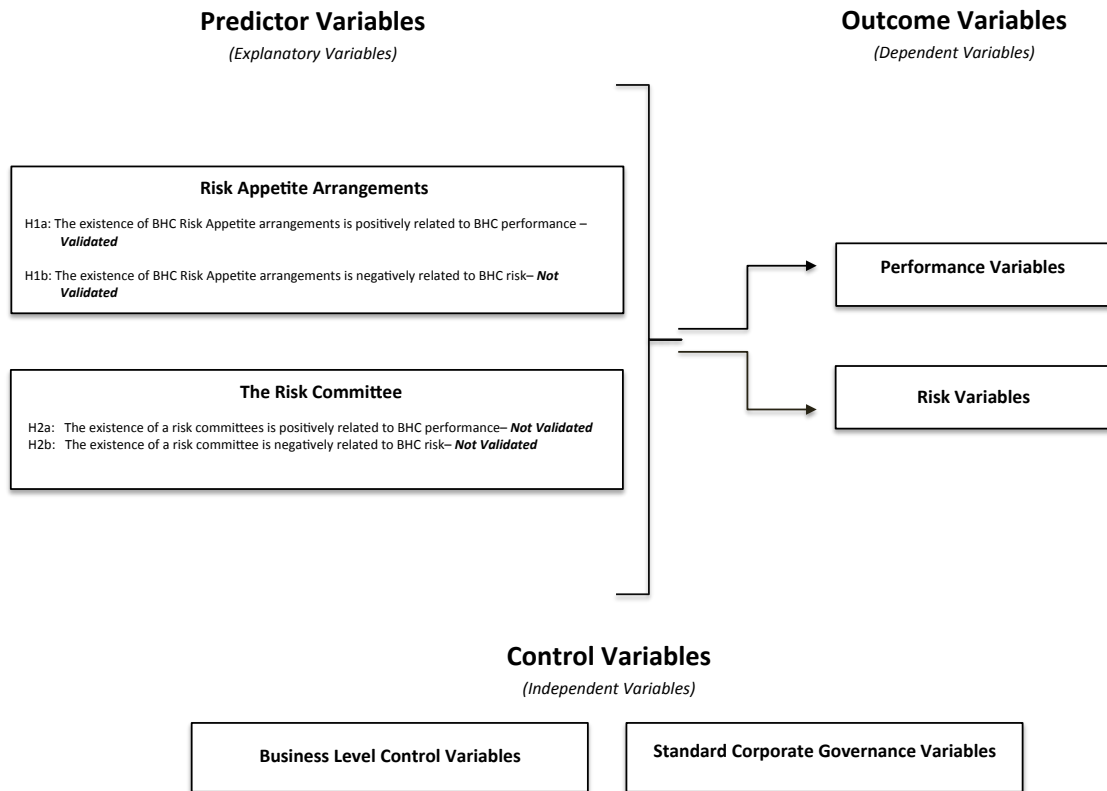 Predictor Variables
(Explanatory Variables)
Outcome Variables
(Dependent Variables)
Risk Appetite Arrangements
H1a: The existence of BHC Risk Appetite arrangements is positively related to BHC performance –
Validated
H1b: The existence of BHC Risk Appetite arrangements is negatively related to BHC risk– Not
Validated
The Risk Committee
H2a: The existence of a risk committees is positively related to BHC performance– Not Validated
H2b: The existence of a risk committee is negatively related to BHC risk– Not Validated
Performance Variables
Risk Variables
Control Variables
(Independent Variables)
Business Level Control Variables
Standard Corporate Governance Variables